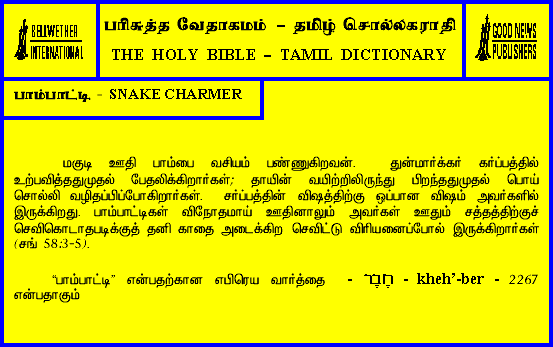 BELLWETHER
INTERNATIONAL
பரிசுத்த வேதாகமம் – தமிழ் சொல்லகராதி
THE HOLY BIBLE – TAMIL DICTIONARY
GOOD NEWS
PUBLISHERS
பாம்பாட்டி - SNAKE CHARMER
மகுடி ஊதி பாம்பை வசியம் பண்ணுகிறவன். துன்மார்க்கர் கர்ப்பத்தில்
உற்பவித்ததுமுதல் பேதலிக்கிறார்கள்; தாயின் வயிற்றிலிருந்து பிறந்ததுமுதல் பொய்
சொல்லி வழிதப்பிப்போகிறார்கள். சர்ப்பத்தின் விஷத்திற்கு ஒப்பான விஷம் அவர்களில்
இருக்கிறது. பாம்பாட்டிகள் விநோதமாய் ஊதினாலும் அவர்கள் ஊதும் சத்தத்திற்குச்
செவிகொடாதபடிக்குத் தனி காதை அடைக்கிற செவிட்டு விரியனைப்போல் இருக்கிறார்கள்
(சங் 58:3-5).
“பாம்பாட்டி” என்பதற்கான எபிரெய வார்த்தை - חֶבֶר - kheh’-ber - 2267
என்பதாகும்